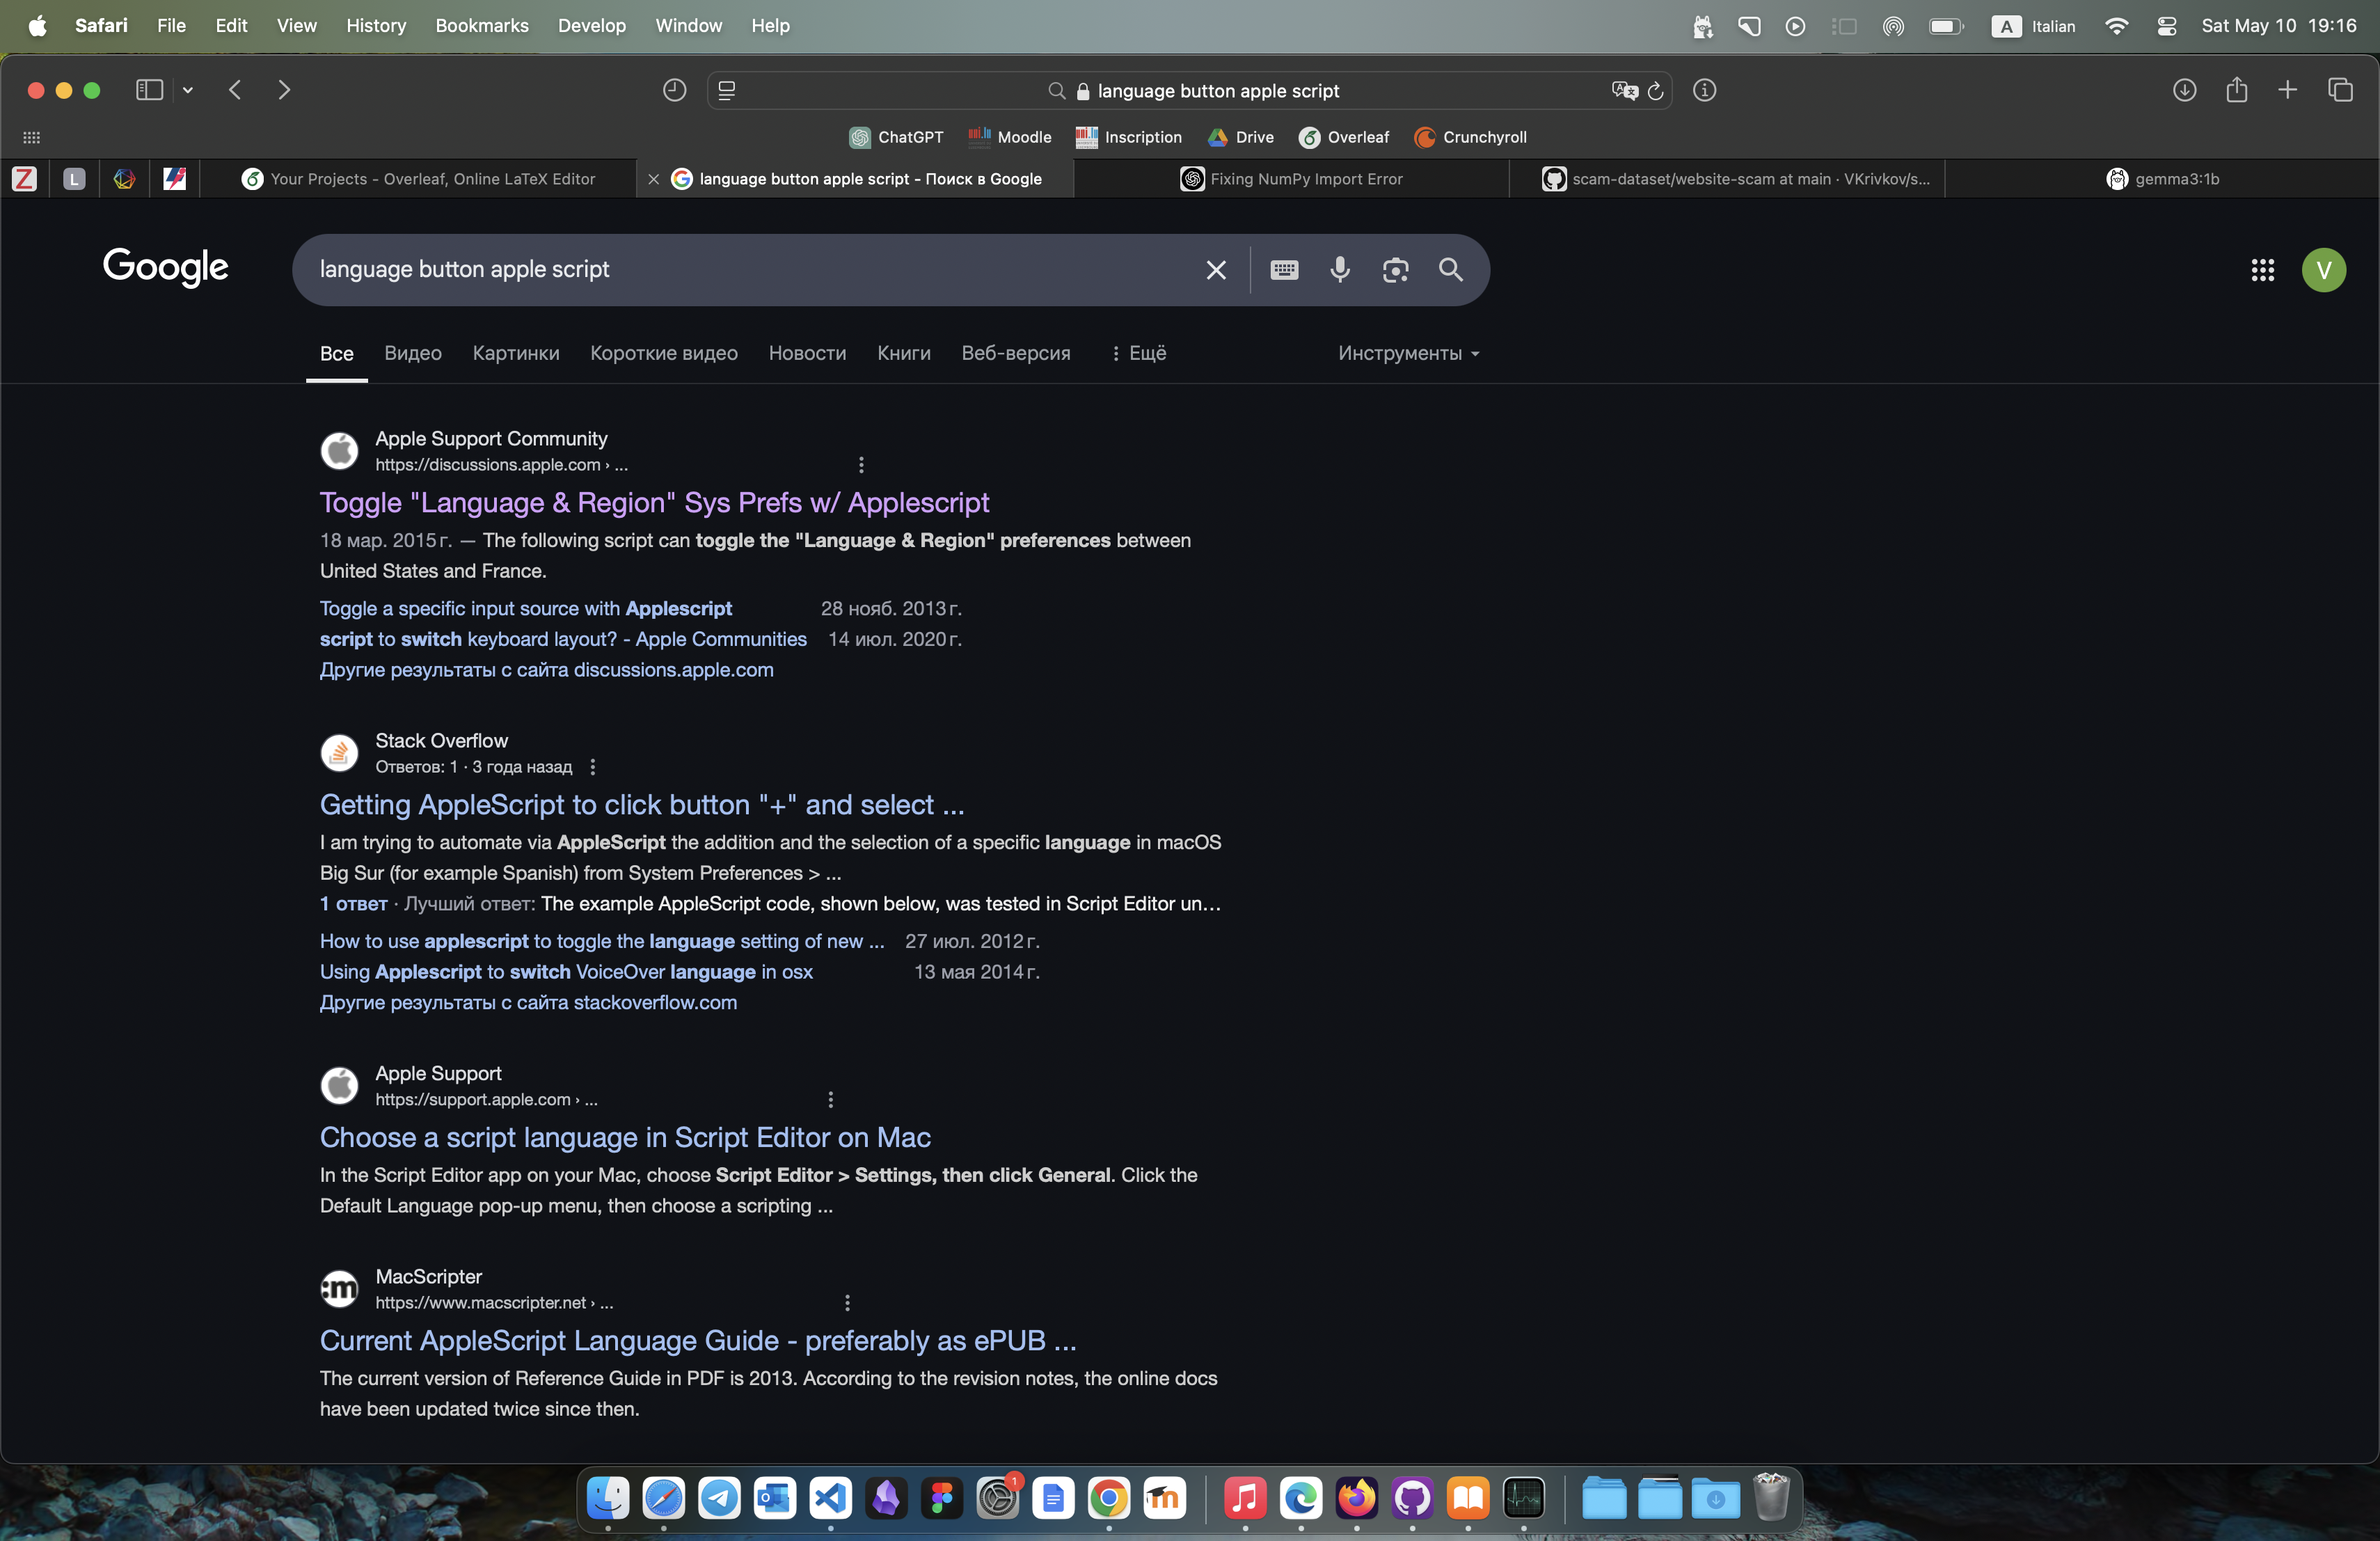 Safari File Edit View History Bookmarks Develop Window Help A Italian Sat May 10 19:16
language button apple script
ChatGPT Moodle Inscription Drive Overleaf Crunchyroll
Z L Your Projects - Overleaf, Online LaTeX Editor language button apple script - Поиск в Google Fixing NumPy Import Error scam-dataset/website-scam at main · VKrivkov/s... gemma3:1b
Google language button apple script V
Все Видео Картинки Короткие видео Новости Книги Веб-версия Ещё Инструменты
Apple Support Community
https://discussions.apple.com › ...
Toggle "Language & Region" Sys Prefs w/ Applescript
18 мар. 2015 г. — The following script can toggle the "Language & Region" preferences between
United States and France.
Toggle a specific input source with Applescript 28 нояб. 2013 г.
script to switch keyboard layout? - Apple Communities 14 июл. 2020 г.
Другие результаты с сайта discussions.apple.com
Stack Overflow
Ответов: 1 · 3 года назад
Getting AppleScript to click button "+" and select ...
I am trying to automate via AppleScript the addition and the selection of a specific language in macOS
Big Sur (for example Spanish) from System Preferences > ...
1 ответ · Лучший ответ: The example AppleScript code, shown below, was tested in Script Editor un...
How to use applescript to toggle the language setting of new ... 27 июл. 2012 г.
Using Applescript to switch VoiceOver language in osx 13 мая 2014 г.
Другие результаты с сайта stackoverflow.com
Apple Support
https://support.apple.com › ...
Choose a script language in Script Editor on Mac
In the Script Editor app on your Mac, choose Script Editor > Settings, then click General. Click the
Default Language pop-up menu, then choose a scripting ...
:m MacScripter
https://www.macscripter.net › ...
Current AppleScript Language Guide - preferably as ePUB ...
The current version of Reference Guide in PDF is 2013. According to the revision notes, the online docs
have been updated twice since then.
1